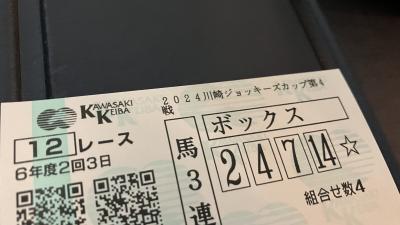 KAWASAKI
KEIBA
2024川崎ジョッキーズカップ第4
戦
12レース
6年度2回3日
馬3連
ボックス
2 4 7 14 ☆
組合せ数4